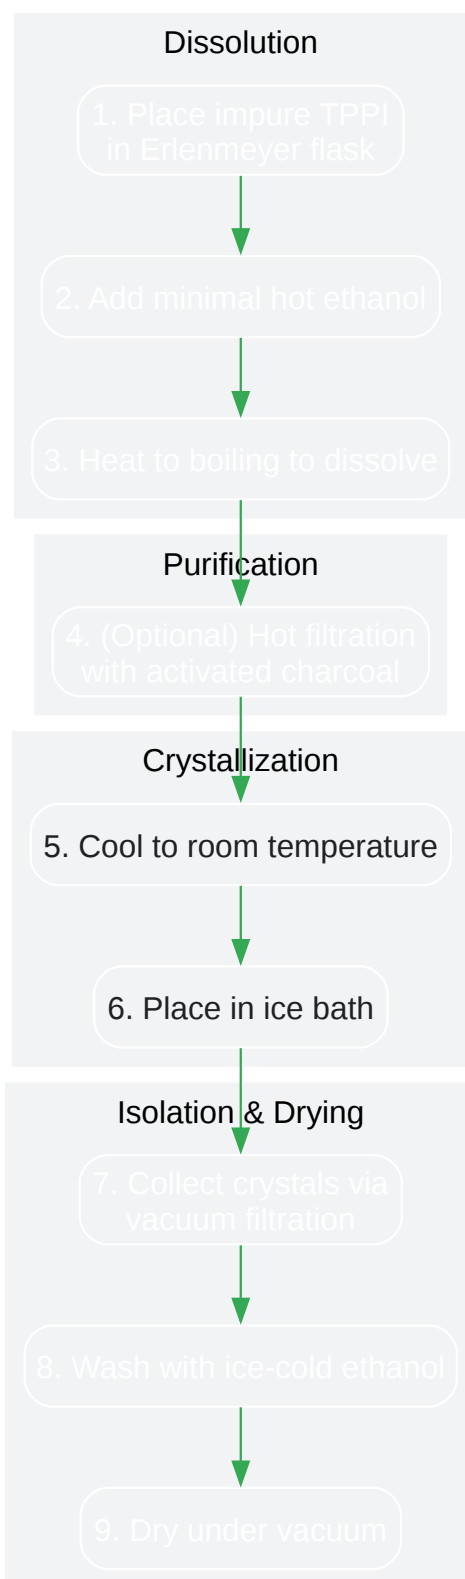 Dissolution
1. Place impure TPPI
in Erlenmeyer flask
2. Add minimal hot ethanol
3. Heat to boiling to dissolve
Purification
4. (Optional) Hot filtration
with activated charcoal
Crystallization
5. Cool to room temperature
6. Place in ice bath
Isolation & Drying
7. Collect crystals via
vacuum filtration
8. Wash with ice-cold ethanol
9. Dry under vacuum